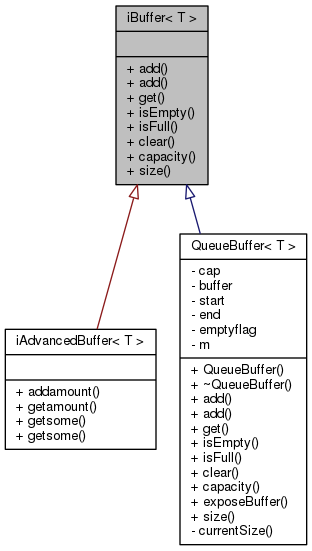 iBuffer< T >
+ add()
+ add()
+ get()
+ isEmpty()
+ isFull()
+ clear()
+ capacity()
+ size()
iAdvancedBuffer< T >
+ addamount()
+ getamount()
+ getsome()
+ getsome()
QueueBuffer< T >
- cap
- buffer
- start
- end
- emptyflag
- m
+ QueueBuffer()
+ ~QueueBuffer()
+ add()
+ add()
+ get()
+ isEmpty()
+ isFull()
+ clear()
+ capacity()
+ exposeBuffer()
+ size()
- currentSize()